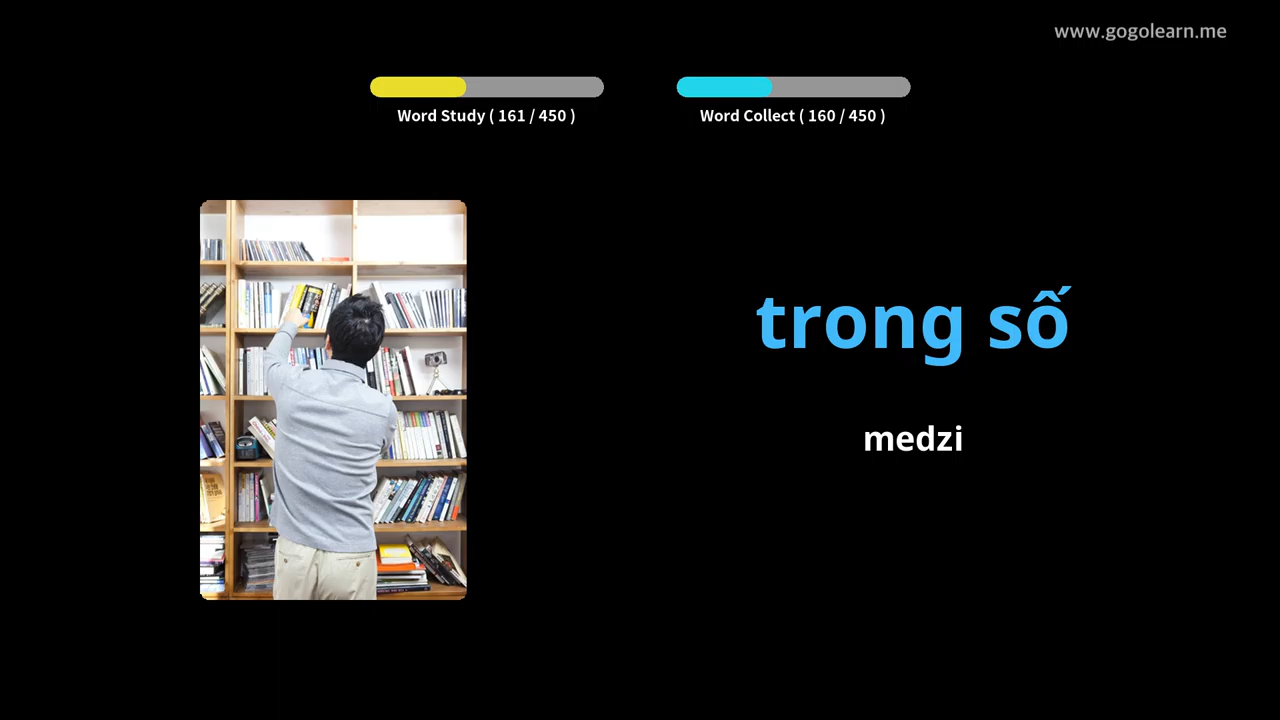 www.gogolearn.me
Word Study ( 161 / 450 )
Word Collect ( 160 / 450 )
trong số
medzi